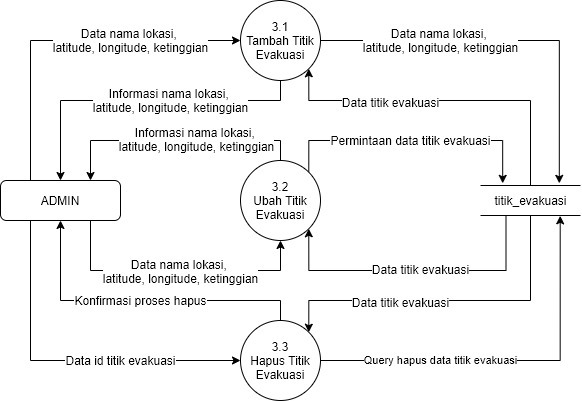 Data nama lokasi,
latitude, longitude, ketinggian
3.1
Tambah Titik
Evakuasi
Data nama lokasi,
latitude, longitude, ketinggian
Informasi nama lokasi,
latitude, longitude, ketinggian
Data titik evakuasi
Informasi nama lokasi,
latitude, longitude, ketinggian
Permintaan data titik evakuasi
ADMIN
3.2
Ubah Titik
Evakuasi
titik_evakuasi
Data nama lokasi,
latitude, longitude, ketinggian
Data titik evakuasi
Konfirmasi proses hapus
Data titik evakuasi
3.3
Hapus Titik
Evakuasi
Data id titik evakuasi
Query hapus data titik evakuasi